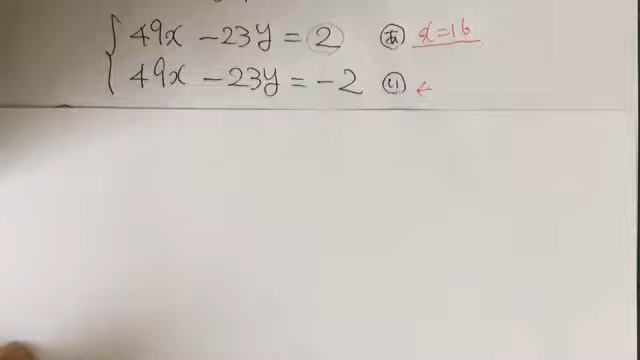 49x - 23y = 2 あ x=16
49x - 23y = -2 い ←